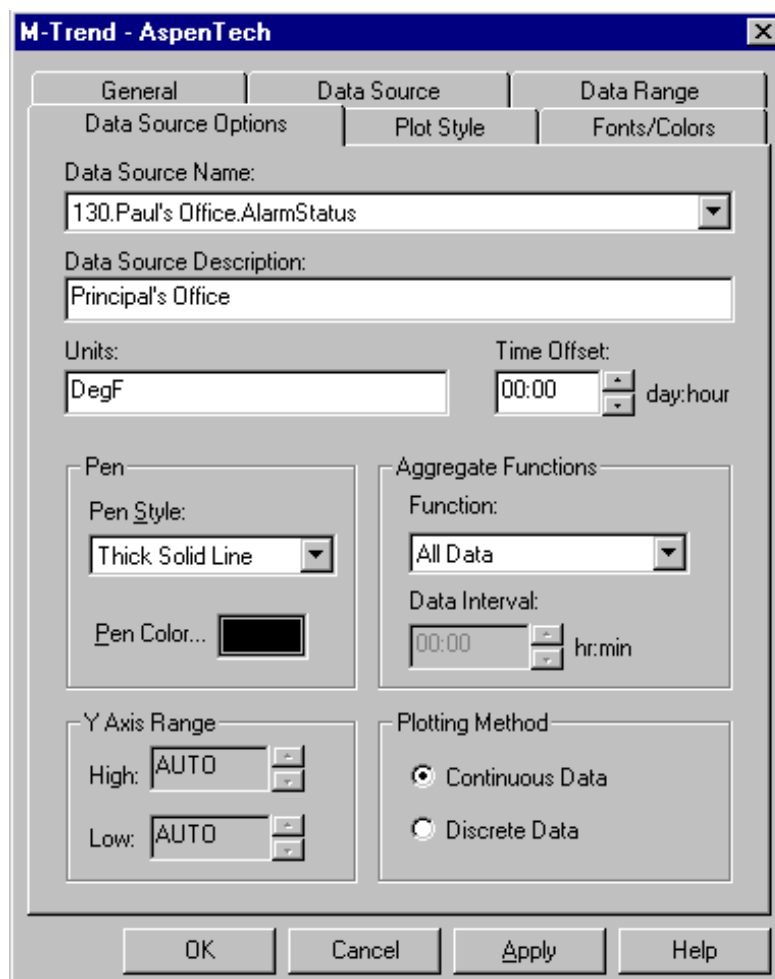 M-Trend - AspenTech
General Data Source Data Range
Data Source Options Plot Style Fonts/Colors
Data Source Name:
130.Paul's Office.AlarmStatus
Data Source Description:
Principal's Office
Units: Time Offset:
DegF 00:00 day:hour
Pen
Pen Style:
Thick Solid Line
Pen Color...
Aggregate Functions
Function:
All Data
Data Interval:
00:00 hr:min
Y Axis Range
High: AUTO
Low: AUTO
Plotting Method
Continuous Data
Discrete Data
OK Cancel Apply Help